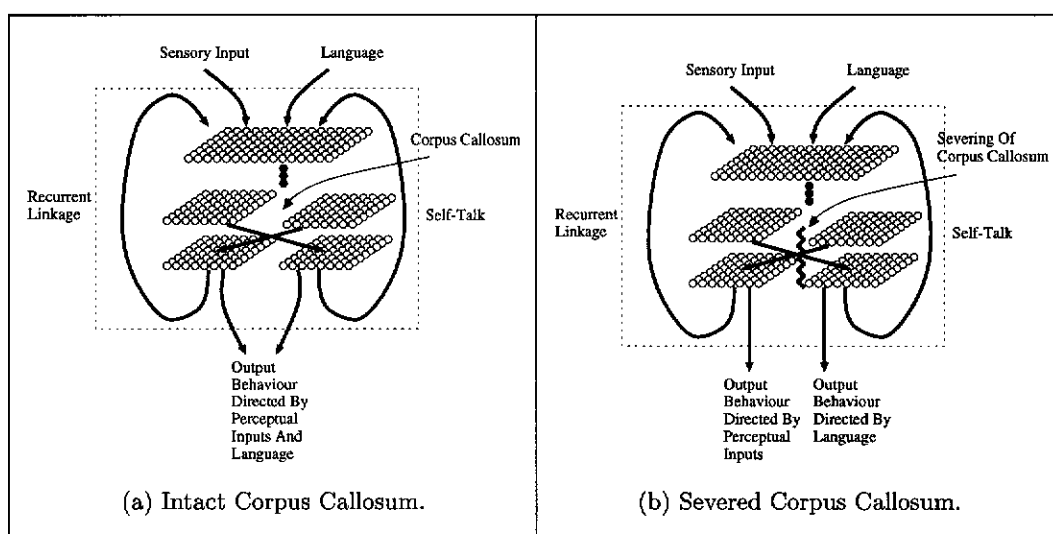 Sensory Input
Language
Corpus Callosum
Recurrent
Linkage
Self-Talk
Output
Behaviour
Directed By
Perceptual
Inputs And
Language
(a) Intact Corpus Callosum.
Sensory Input
Language
Severing Of
Corpus Callosum
Recurrent
Linkage
Self-Talk
Output
Behaviour
Directed By
Perceptual
Inputs
Output
Behaviour
Directed By
Language
(b) Severed Corpus Callosum.